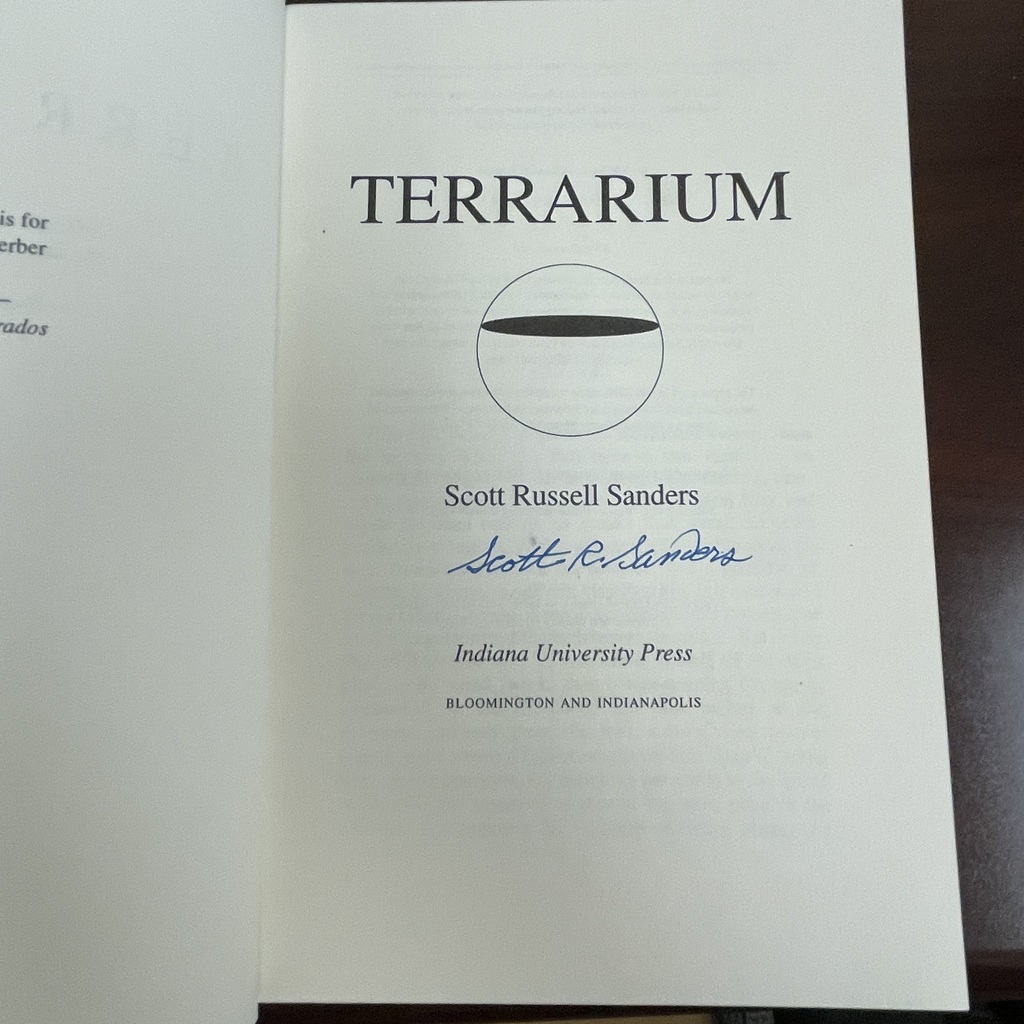 is for
erber
rados
TERRARIUM
Scott Russell Sanders
Scott R. Sanders
Indiana University Press
BLOOMINGTON AND INDIANAPOLIS